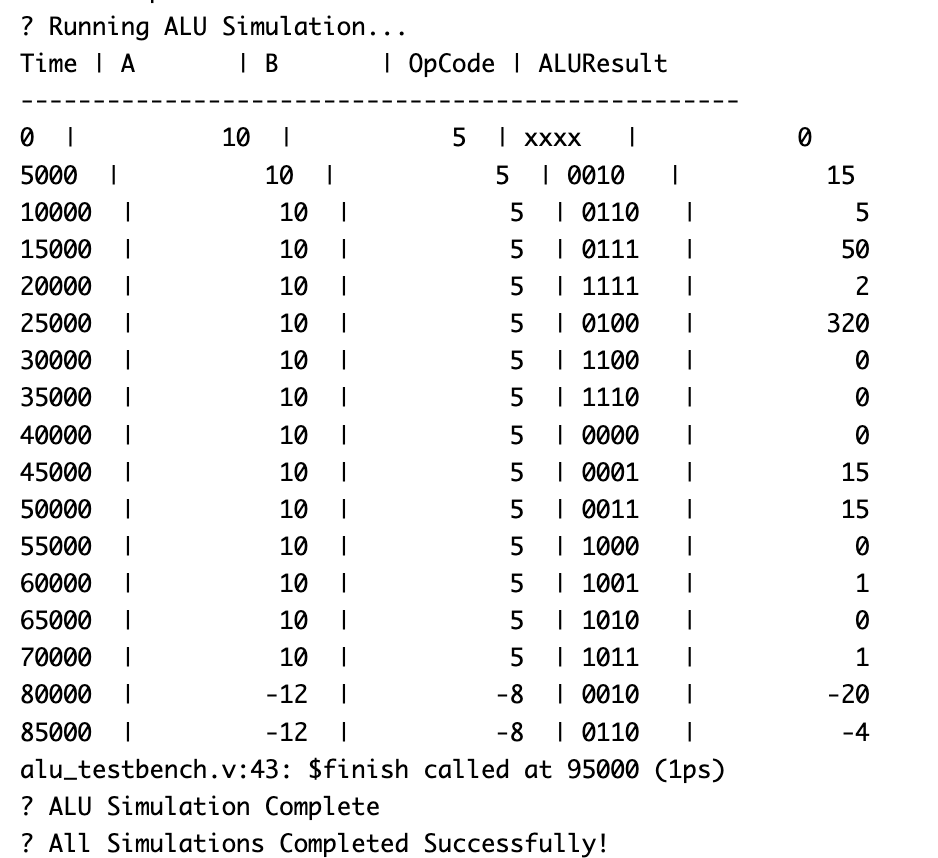 ? Running ALU Simulation...
Time | A       | B       | OpCode | ALUResult
--------------------------------------------------
0  |          10  |           5  | xxxx   |           0
5000  |          10  |           5  | 0010   |          15
10000  |          10  |           5  | 0110   |           5
15000  |          10  |           5  | 0111   |          50
20000  |          10  |           5  | 1111   |           2
25000  |          10  |           5  | 0100   |         320
30000  |          10  |           5  | 1100   |           0
35000  |          10  |           5  | 1110   |           0
40000  |          10  |           5  | 0000   |           0
45000  |          10  |           5  | 0001   |          15
50000  |          10  |           5  | 0011   |          15
55000  |          10  |           5  | 1000   |           0
60000  |          10  |           5  | 1001   |           1
65000  |          10  |           5  | 1010   |           0
70000  |          10  |           5  | 1011   |           1
80000  |         -12  |          -8  | 0010   |         -20
85000  |         -12  |          -8  | 0110   |          -4
alu_testbench.v:43: $finish called at 95000 (1ps)
? ALU Simulation Complete
? All Simulations Completed Successfully!